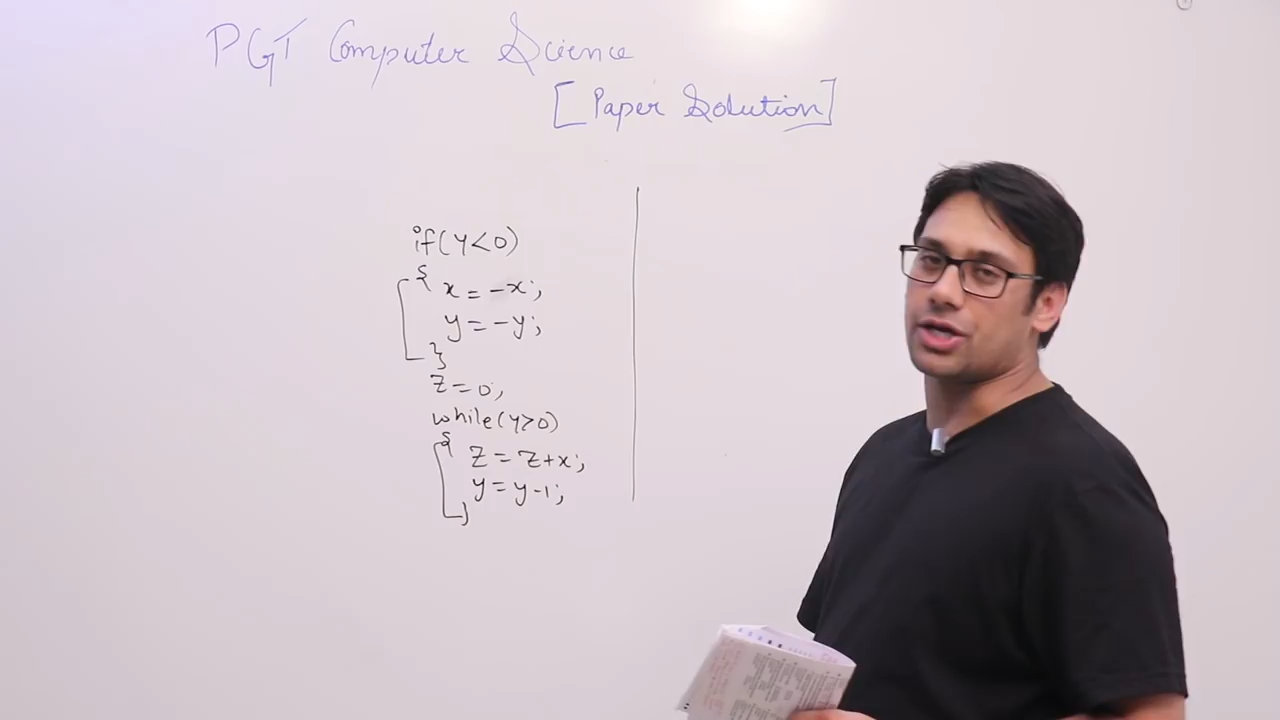 PGT Computer Science
[Paper Solution]
if(y<0)
{
x = -x;
y = -y;
}
z = 0;
while(y>0)
{
z = z+x;
y = y-1;
}